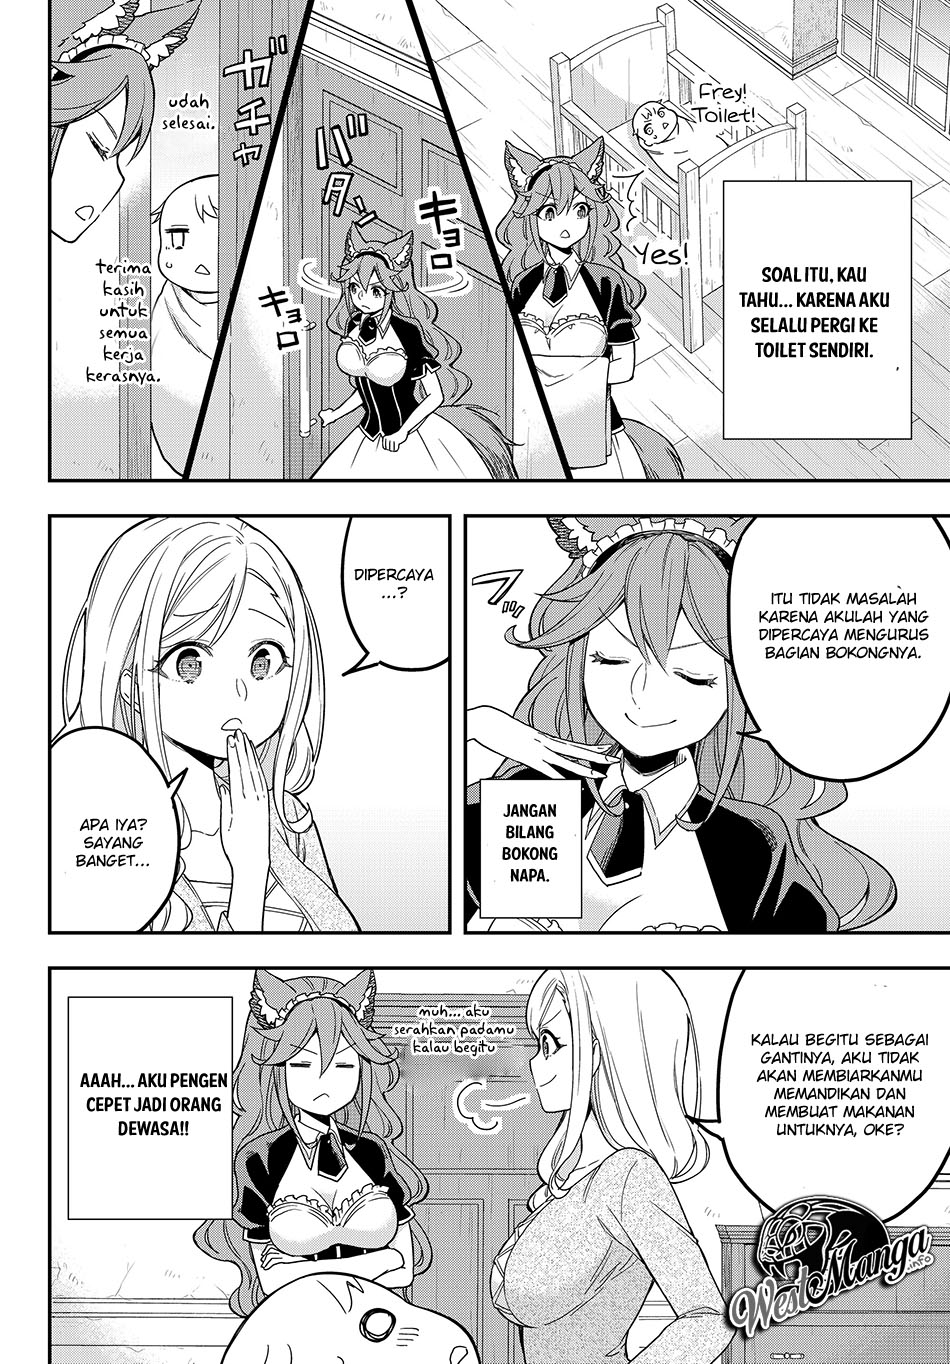 Frey!
Toilet!
Yes!
SOAL ITU, KAU
TAHU... KARENA AKU
SELALU PERGI KE
TOILET SENDIRI.
キョロ
キョロ
バタン
ガチャ
udah
selesai.
terima
kasih
untuk
semua
kerja
kerasnya.
ITU TIDAK MASALAH
KARENA AKULAH YANG
DIPERCAYA MENGURUS
BAGIAN BOKONGNYA.
JANGAN
BILANG
BOKONG
NAPA.
DIPERCAYA
...?
APA IYA?
SAYANG
BANGET...
KALAU BEGITU SEBAGAI
GANTINYA, AKU TIDAK
AKAN MEMBIARKANMU
MEMANDIKAN DAN
MEMBUAT MAKANAN
UNTUKNYA, OKE?
muh... aku
serahkan padamu
kalau begitu
AAAH... AKU PENGEN
CEPET JADI ORANG
DEWASA!!
WestManga
.info